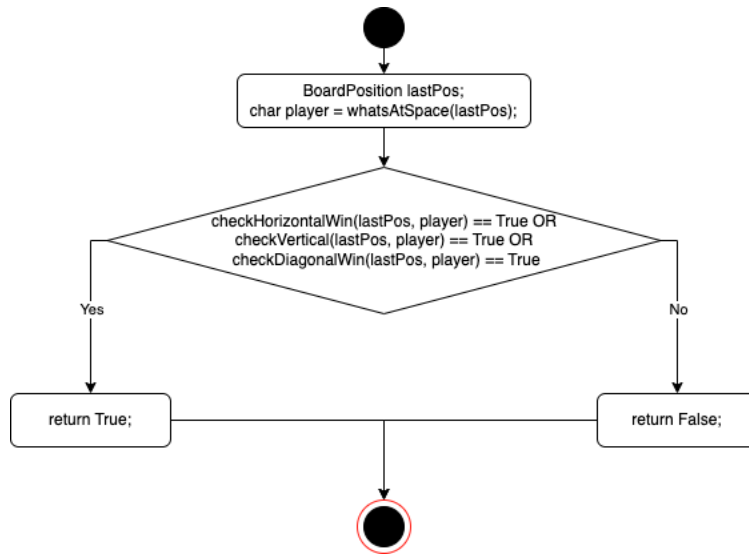 BoardPosition lastPos;
char player = whatsAtSpace(lastPos);
checkHorizontalWin(lastPos, player) == True OR
checkVertical(lastPos, player) == True OR
checkDiagonalWin(lastPos, player) == True
Yes
No
return True;
return False;